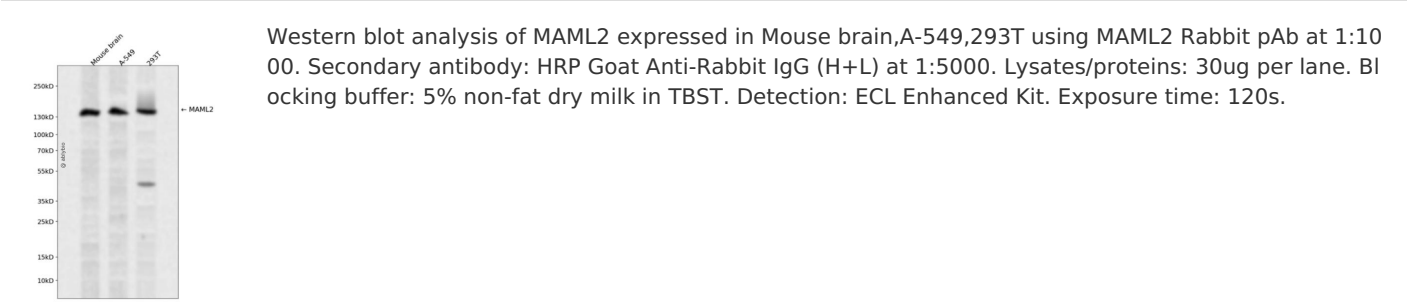 Western blot analysis of MAML2 expressed in Mouse brain,A-549,293T using MAML2 Rabbit pAb at 1:10
00. Secondary antibody: HRP Goat Anti-Rabbit IgG (H+L) at 1:5000. Lysates/proteins: 30ug per lane. Bl
ocking buffer: 5% non-fat dry milk in TBST. Detection: ECL Enhanced Kit. Exposure time: 120s.
Mouse brain
A-549
293T
250kD
130kD
← MAML2
100kD
70kD
55kD
35kD
25kD
15kD
10kD